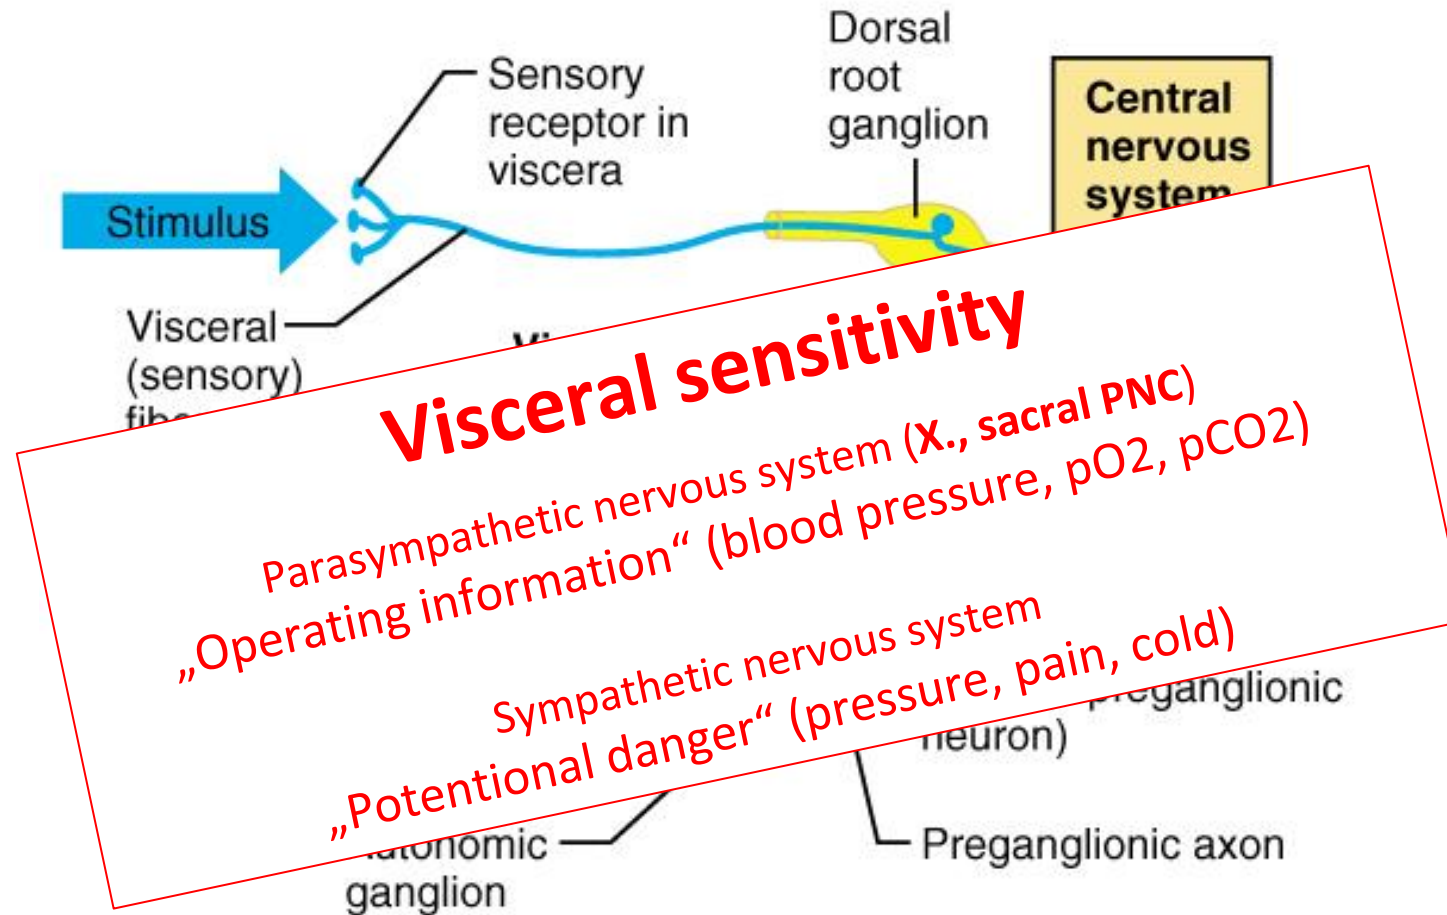 Sensory
receptor in
viscera
Dorsal
root
ganglion
Central
nervous
system
Stimulus
Visceral
(sensory)
Visceral sensitivity
Parasympathetic nervous system (X., sacral PNC)
„Operating information“ (blood pressure, pO2, pCO2)
Sympathetic nervous system
„Potentional danger“ (pressure, pain, cold)
preganglionic
neuron)
Autonomic
ganglion
Preganglionic axon